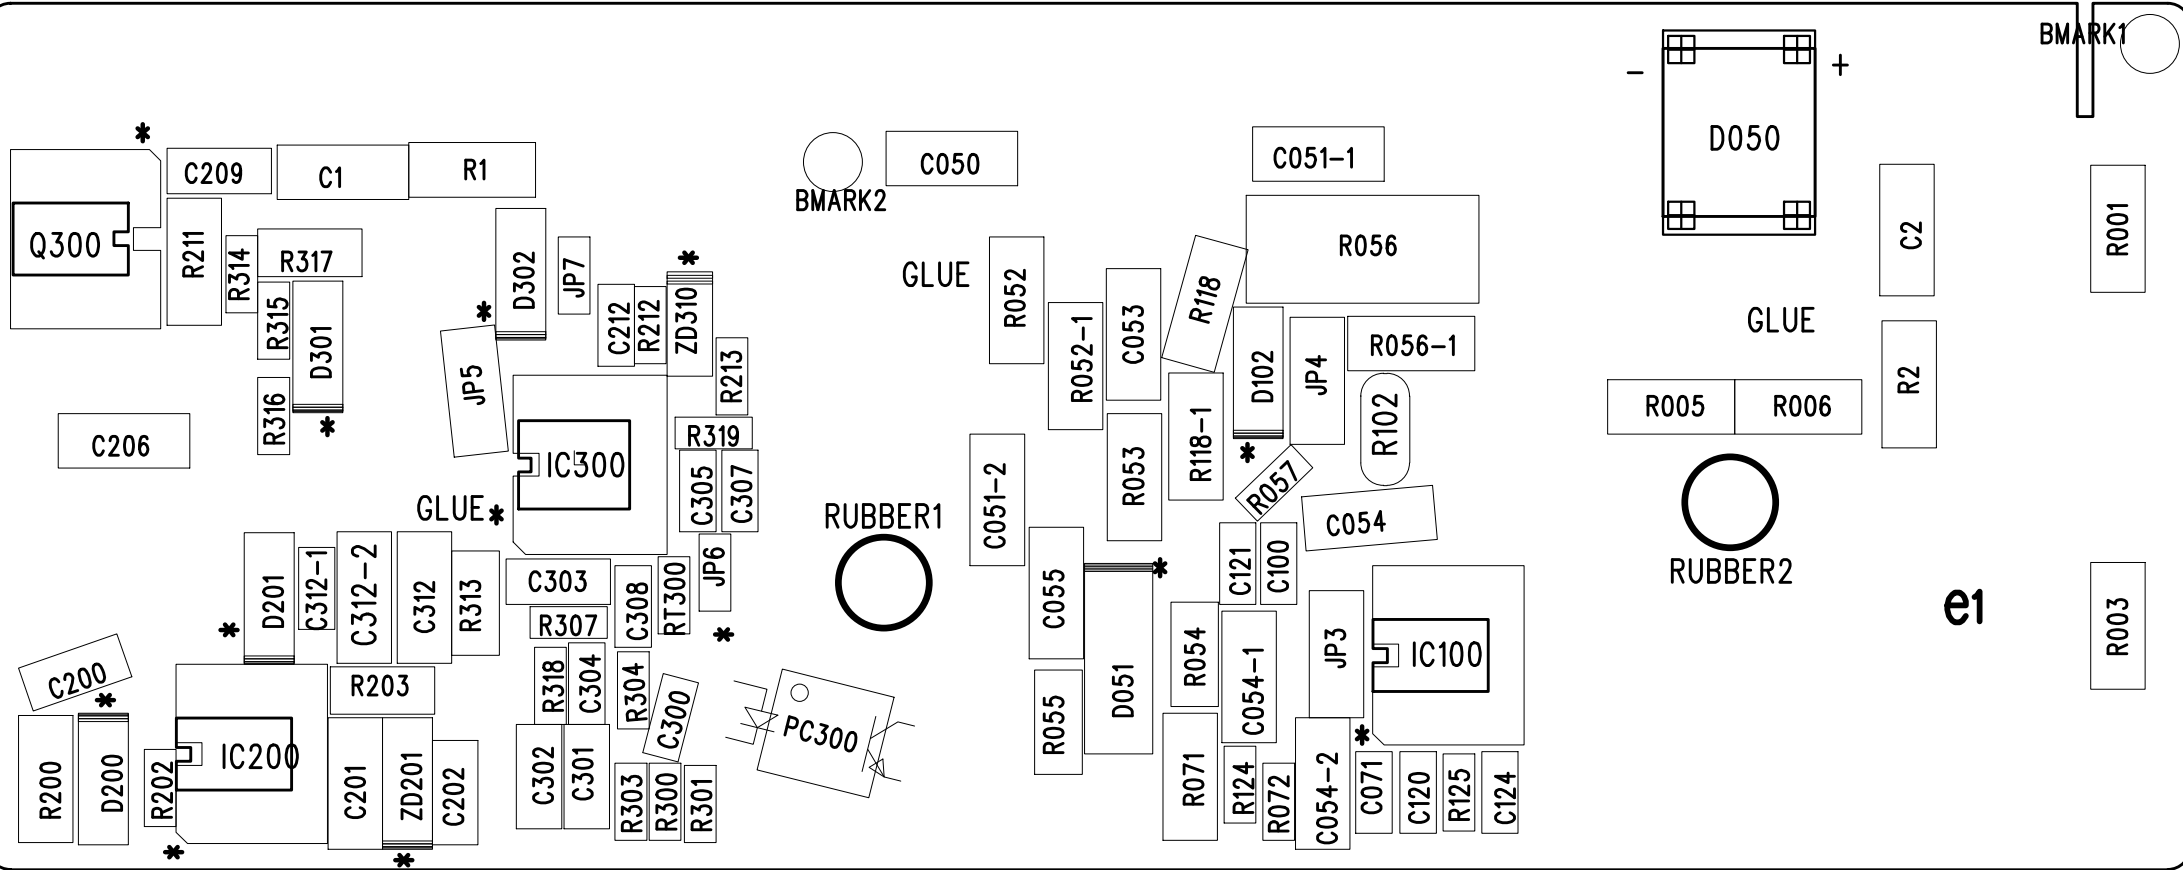 BMARK1
-
+
D050
*
C209
C1
R1
C050
C051-1
BMARK2
Q300
R211
R314
R317
D302
JP7
*
GLUE
R052
R118
R056
C2
R001
R315
D301
*
C212
R212
ZD310
R052-1
C053
D102
JP4
R056-1
GLUE
R316
*
JP5
R213
R2
C206
R319
R118-1
R102
R005
R006
IC300
C305
C307
C051-2
R053
*
R057
GLUE
*
RUBBER1
C054
RUBBER2
D201
C312-1
C312-2
C312
R313
C303
C308
RT300
JP6
C055
*
C121
C100
e1
R003
*
R307
*
C200
R203
R318
C304
R304
C300
R054
C054-1
JP3
IC100
*
PC300
R055
D051
*
R200
D200
R202
IC200
C201
ZD201
C202
C302
C301
R303
R300
R301
R071
R124
R072
C054-2
C071
C120
R125
C124
*
*